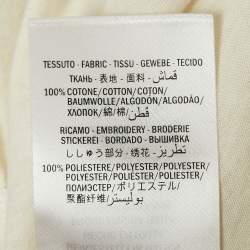 TESSUTO - FABRIC - TISSU - GEWEBE - TECIDO
ТКАНЬ - 表地 - 面料 - قماش
100% COTONE/COTTON/COTON/
BAUMWOLLE/ALGODÓN/ALGODÃO/
ХЛОПОК/綿/棉/قطن
RICAMO - EMBROIDERY - BRODERIE
STICKEREI - BORDADO - ВЫШИВКА
ししゅう部分 - 绣花 - تطريز
100% POLIESTERE/POLYESTER/
POLYESTER/POLYESTER/POLIÉSTER/
ПОЛИЭСТЕР/ポリエステル/
聚酯纤维/بوليستر